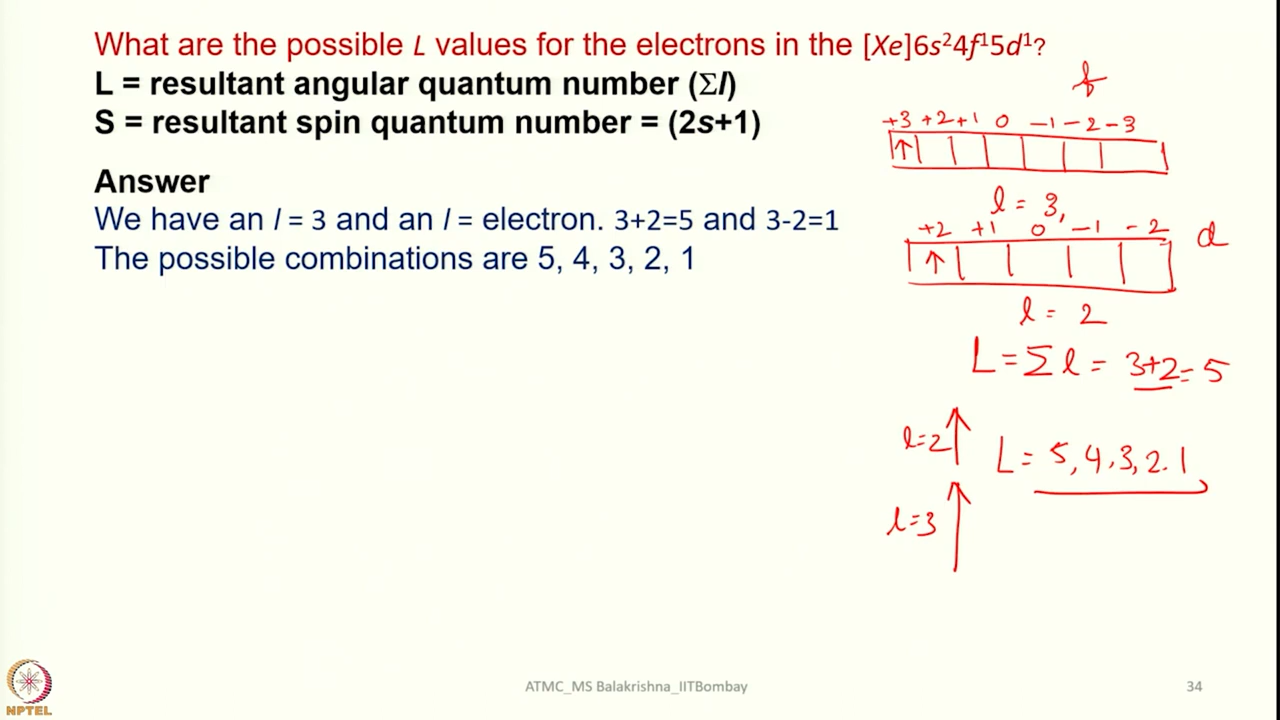 What are the possible L values for the electrons in the [Xe]6s²4f¹5d¹?
L = resultant angular quantum number (Σl)
S = resultant spin quantum number = (2s+1)
Answer
We have an l = 3 and an l = electron. 3+2=5 and 3-2=1
The possible combinations are 5, 4, 3, 2, 1
f
+3 +2 +1 0 -1 -2 -3
l = 3,
+2 +1 0 -1 -2 d
l = 2
L = Σ l = 3+2 = 5
l=2
L = 5, 4, 3, 2. 1
l=3
NPTEL
ATMC_MS Balakrishna_IITBombay
34